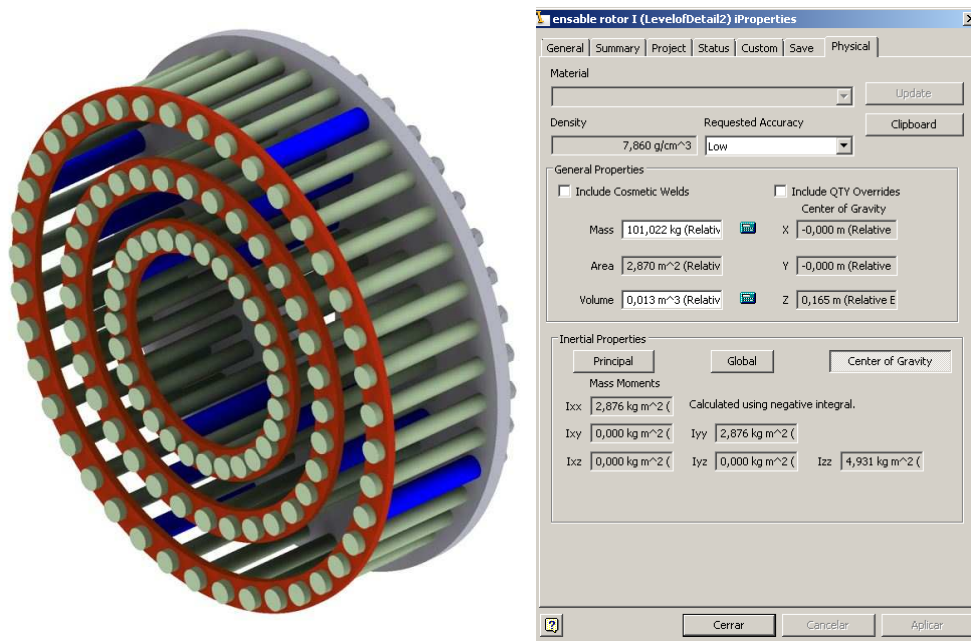 ensable rotor I (LevelofDetail2) iProperties
General Summary Project Status Custom Save Physical
Material
Update
Density Requested Accuracy Clipboard
7,860 g/cm^3 Low
General Properties
Include Cosmetic Welds Include QTY Overrides
Center of Gravity
Mass 101,022 kg (Relativ X -0,000 m (Relative
Area 2,870 m^2 (Relativ Y -0,000 m (Relative
Volume 0,013 m^3 (Relativ Z 0,165 m (Relative E
Inertial Properties
Principal Global Center of Gravity
Mass Moments
Ixx 2,876 kg m^2 ( Calculated using negative integral.
Ixy 0,000 kg m^2 ( Iyy 2,876 kg m^2 (
Ixz 0,000 kg m^2 ( Iyz 0,000 kg m^2 ( Izz 4,931 kg m^2 (
Cerrar Cancelar Aplicar